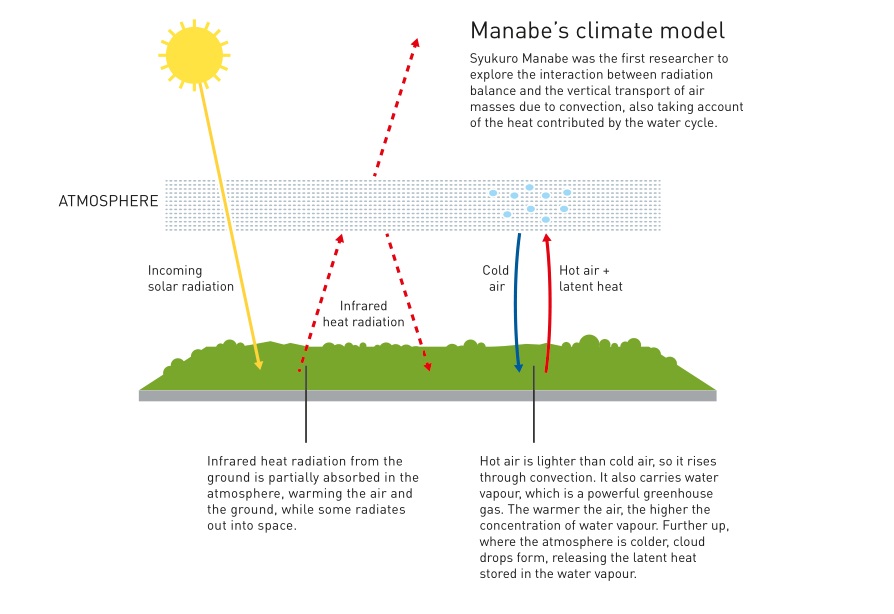 Manabe’s climate model
Syukuro Manabe was the first researcher to
explore the interaction between radiation
balance and the vertical transport of air
masses due to convection, also taking account
of the heat contributed by the water cycle.
ATMOSPHERE
Incoming
solar radiation
Infrared
heat radiation
Cold
air
Hot air +
latent heat
Infrared heat radiation from the
ground is partially absorbed in the
atmosphere, warming the air and
the ground, while some radiates
out into space.
Hot air is lighter than cold air, so it rises
through convection. It also carries water
vapour, which is a powerful greenhouse
gas. The warmer the air, the higher the
concentration of water vapour. Further up,
where the atmosphere is colder, cloud
drops form, releasing the latent heat
stored in the water vapour.